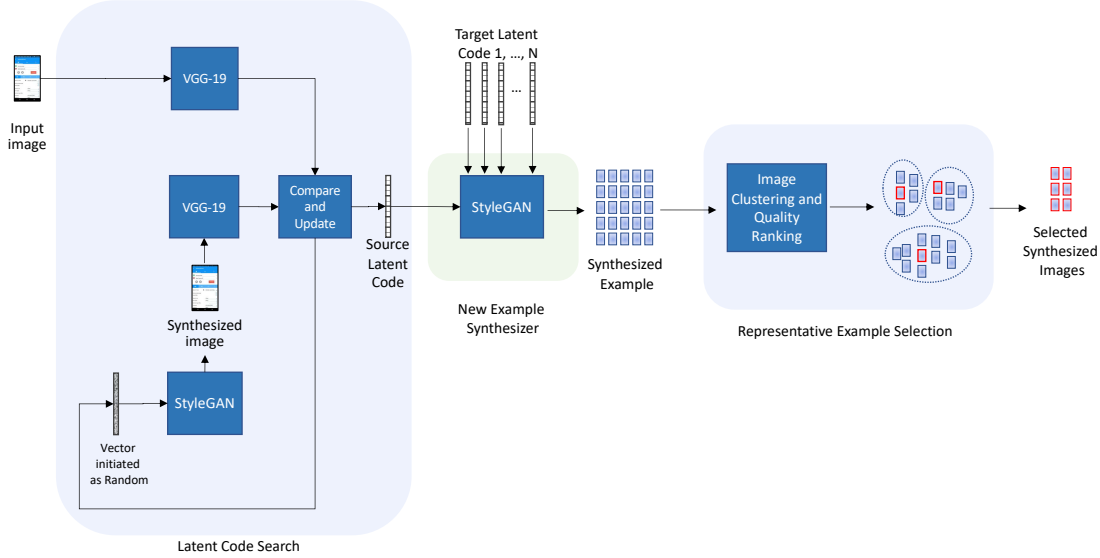 Input
image
VGG-19
VGG-19
Compare
and
Update
Synthesized
image
StyleGAN
Vector
initiated
as Random
Latent Code Search
Source
Latent
Code
Target Latent
Code 1, …, N
...
StyleGAN
New Example
Synthesizer
Synthesized
Example
Image
Clustering and
Quality
Ranking
Representative Example Selection
Selected
Synthesized
Images